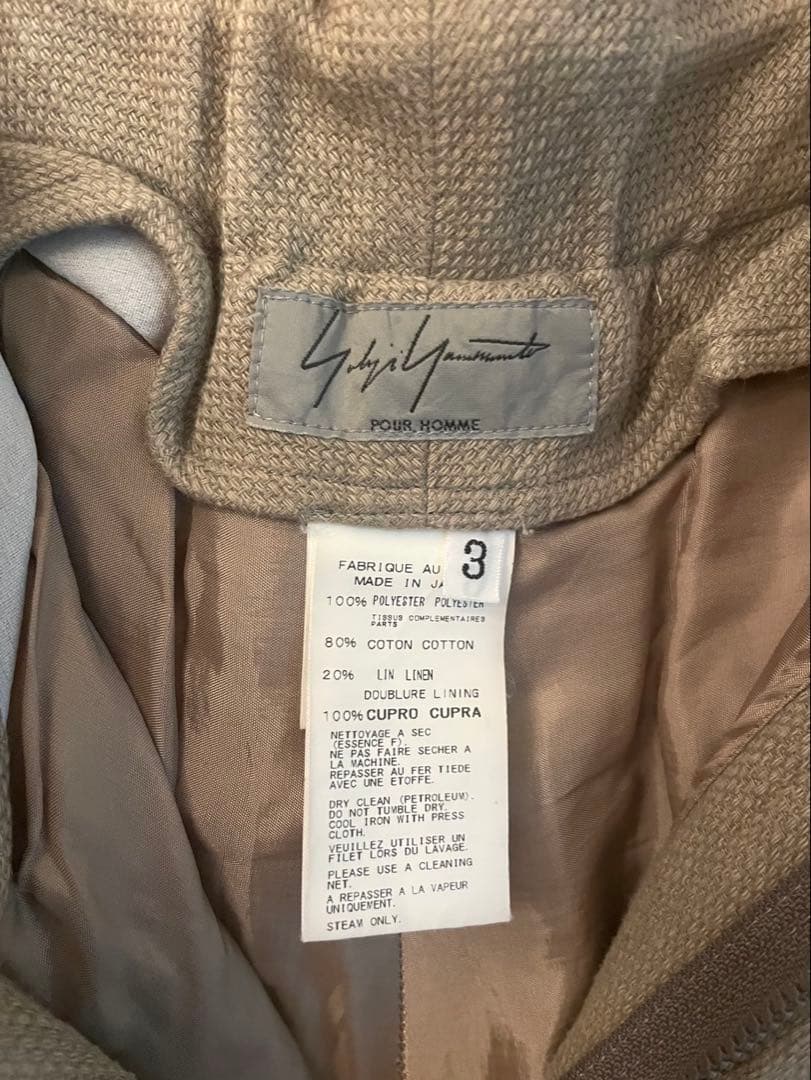 Yohji Yamamoto
POUR HOMME
3
FABRIQUE AU
MADE IN JA
100% POLYESTER POLYESTER
TISSUS COMPLEMENTAIRES
PARTS
80% COTON COTTON
20% LIN LINEN
DOUBLURE LINING
100% CUPRO CUPRA
NETTOYAGE A SEC
(ESSENCE F).
NE PAS FAIRE SECHER A
LA MACHINE.
REPASSER AU FER TIEDE
AVEC UNE ETOFFE.
DRY CLEAN (PETROLEUM).
DO NOT TUMBLE DRY.
COOL IRON WITH PRESS
CLOTH.
VEUILLEZ UTILISER UN
FILET LORS DU LAVAGE.
PLEASE USE A CLEANING
NET.
A REPASSER A LA VAPEUR
UNIQUEMENT.
STEAM ONLY.